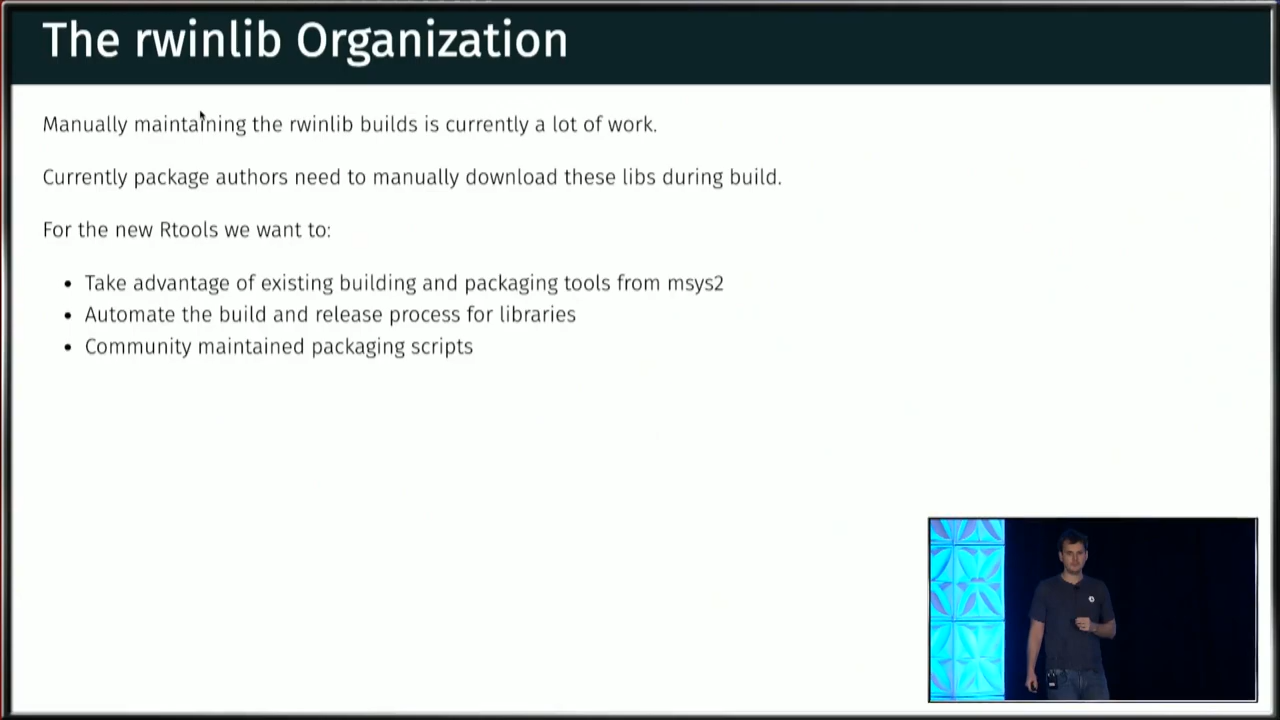 The rwinlib Organization
Manually maintaining the rwinlib builds is currently a lot of work.
Currently package authors need to manually download these libs during build.
For the new Rtools we want to:
• Take advantage of existing building and packaging tools from msys2
• Automate the build and release process for libraries
• Community maintained packaging scripts